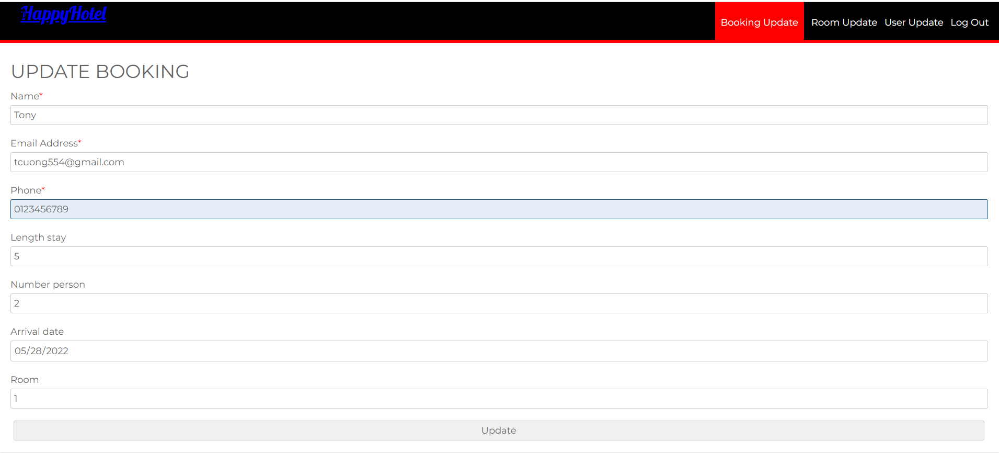 HappyHotel
Booking Update Room Update User Update Log Out
UPDATE BOOKING
Name*
Tony
Email Address*
tcuong554@gmail.com
Phone*
0123456789
Length stay
5
Number person
2
Arrival date
05/28/2022
Room
1
Update